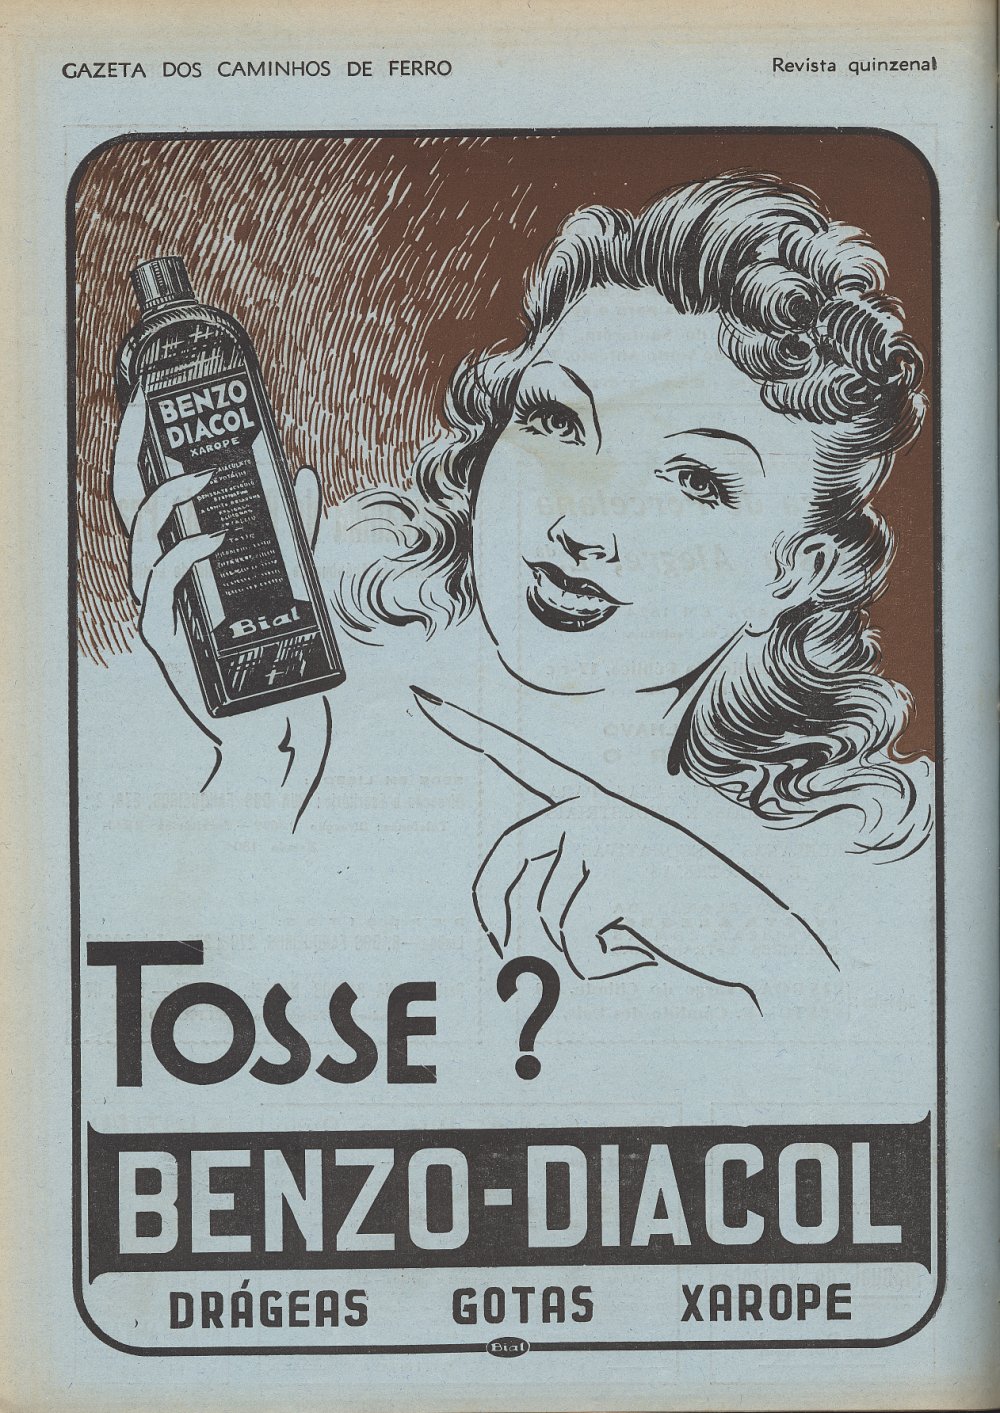 GAZETA DOS CAMINHOS DE FERRO
Revista quinzenal
BENZO
DIACOL
XAROPE
Bial
TOSSE ?
BENZO-DIACOL
DRÁGEAS GOTAS XAROPE
Bial